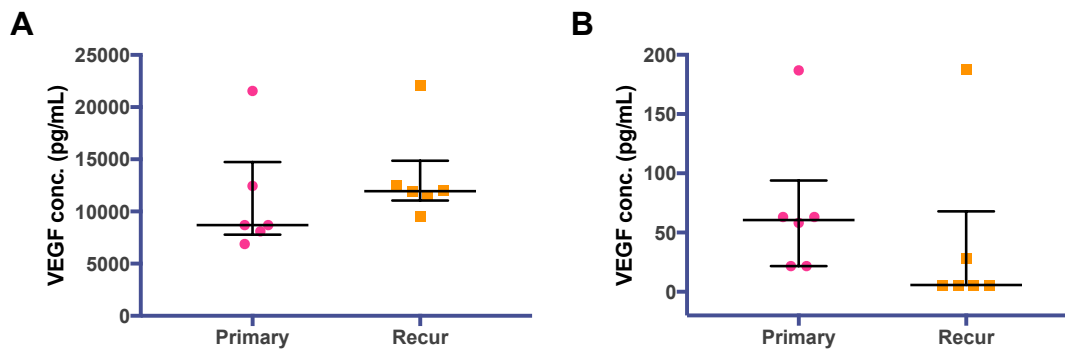 A
VEGF conc. (pg/mL)
25000
20000
15000
10000
5000
0
Primary
Recur
B
VEGF conc. (pg/mL)
200
150
100
50
0
Primary
Recur